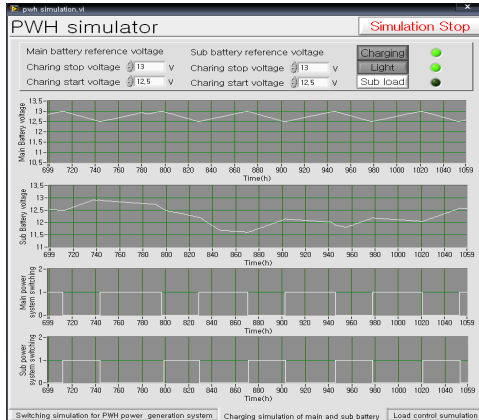 pwh simulation.vi
PWH simulator
Simulation Stop
Main battery reference voltage
Sub battery reference voltage
Charging
Charing stop voltage 13 V
Charing stop voltage 13 V
Light
Charing start voltage 12,5 V
Charing start voltage 12,5 V
Sub load
Main Battery voltage
13,5
13
12,5
12
11,5
11
10,5
699 720 740 760 780 800 820 840 860 880 900 920 940 960 980 1000 1020 1040 1059
Time(h)
Sub Battery voltage
13,5
13
12,5
12
11,5
11
699 720 740 760 780 800 820 840 860 880 900 920 940 960 980 1000 1020 1040 1059
Time(h)
Main power
system switching
2
1
0
699 720 740 760 780 800 820 840 860 880 900 920 940 960 980 1000 1020 1040 1059
Time(h)
Sub power
system switching
2
1
0
699 720 740 760 780 800 820 840 860 880 900 920 940 960 980 1000 1020 1040 1059
Time(h)
Switching simulation for PWH power generation system
Charging simulation of main and sub battery
Load control sumulation